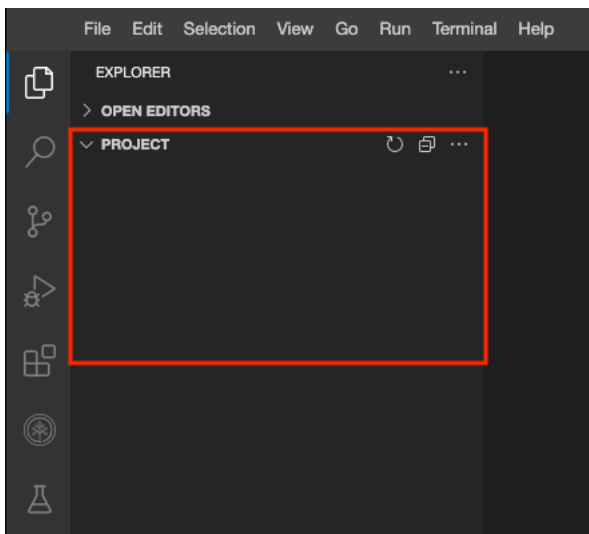 File Edit Selection View Go Run Terminal Help
EXPLORER
OPEN EDITORS
PROJECT